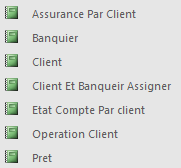 Assurance Par Client
Banquier
Client
Client Et Banqueir Assigner
Etat Compte Par client
Operation Client
Pret